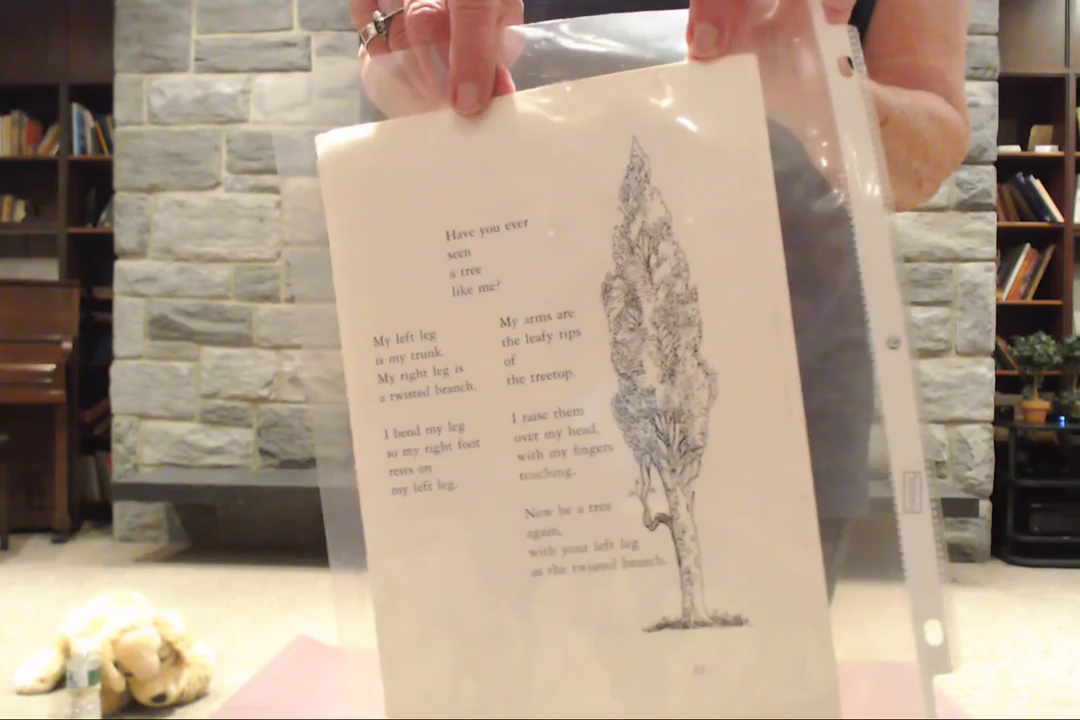 Have you ever
seen
a tree
like me?
My left leg
is my trunk.
My right leg is
a twisted branch.
I bend my leg
so my right foot
rests on
my left leg.
My arms are
the leafy tips
of
the treetop.
I raise them
over my head,
with my fingers
touching.
Now be a tree
again,
with your left leg
as the twisted branch.